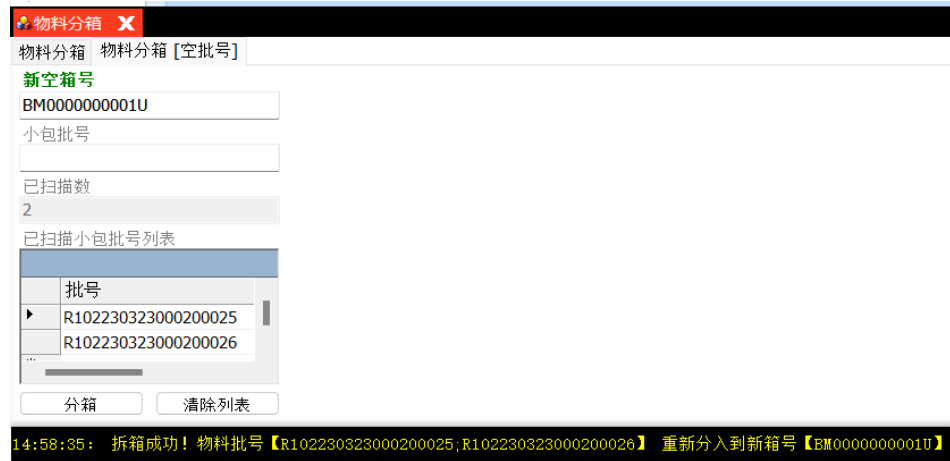 物料分箱 X
物料分箱 物料分箱 [空批号]
新空箱号
BM0000000001U
小包批号
已扫描数
2
已扫描小包批号列表
批号
R102230323000200025
R102230323000200026
分箱 清除列表
14:58:35： 拆箱成功！物料批号【R102230323000200025;R102230323000200026】 重新分入到新箱号【BM0000000001U】